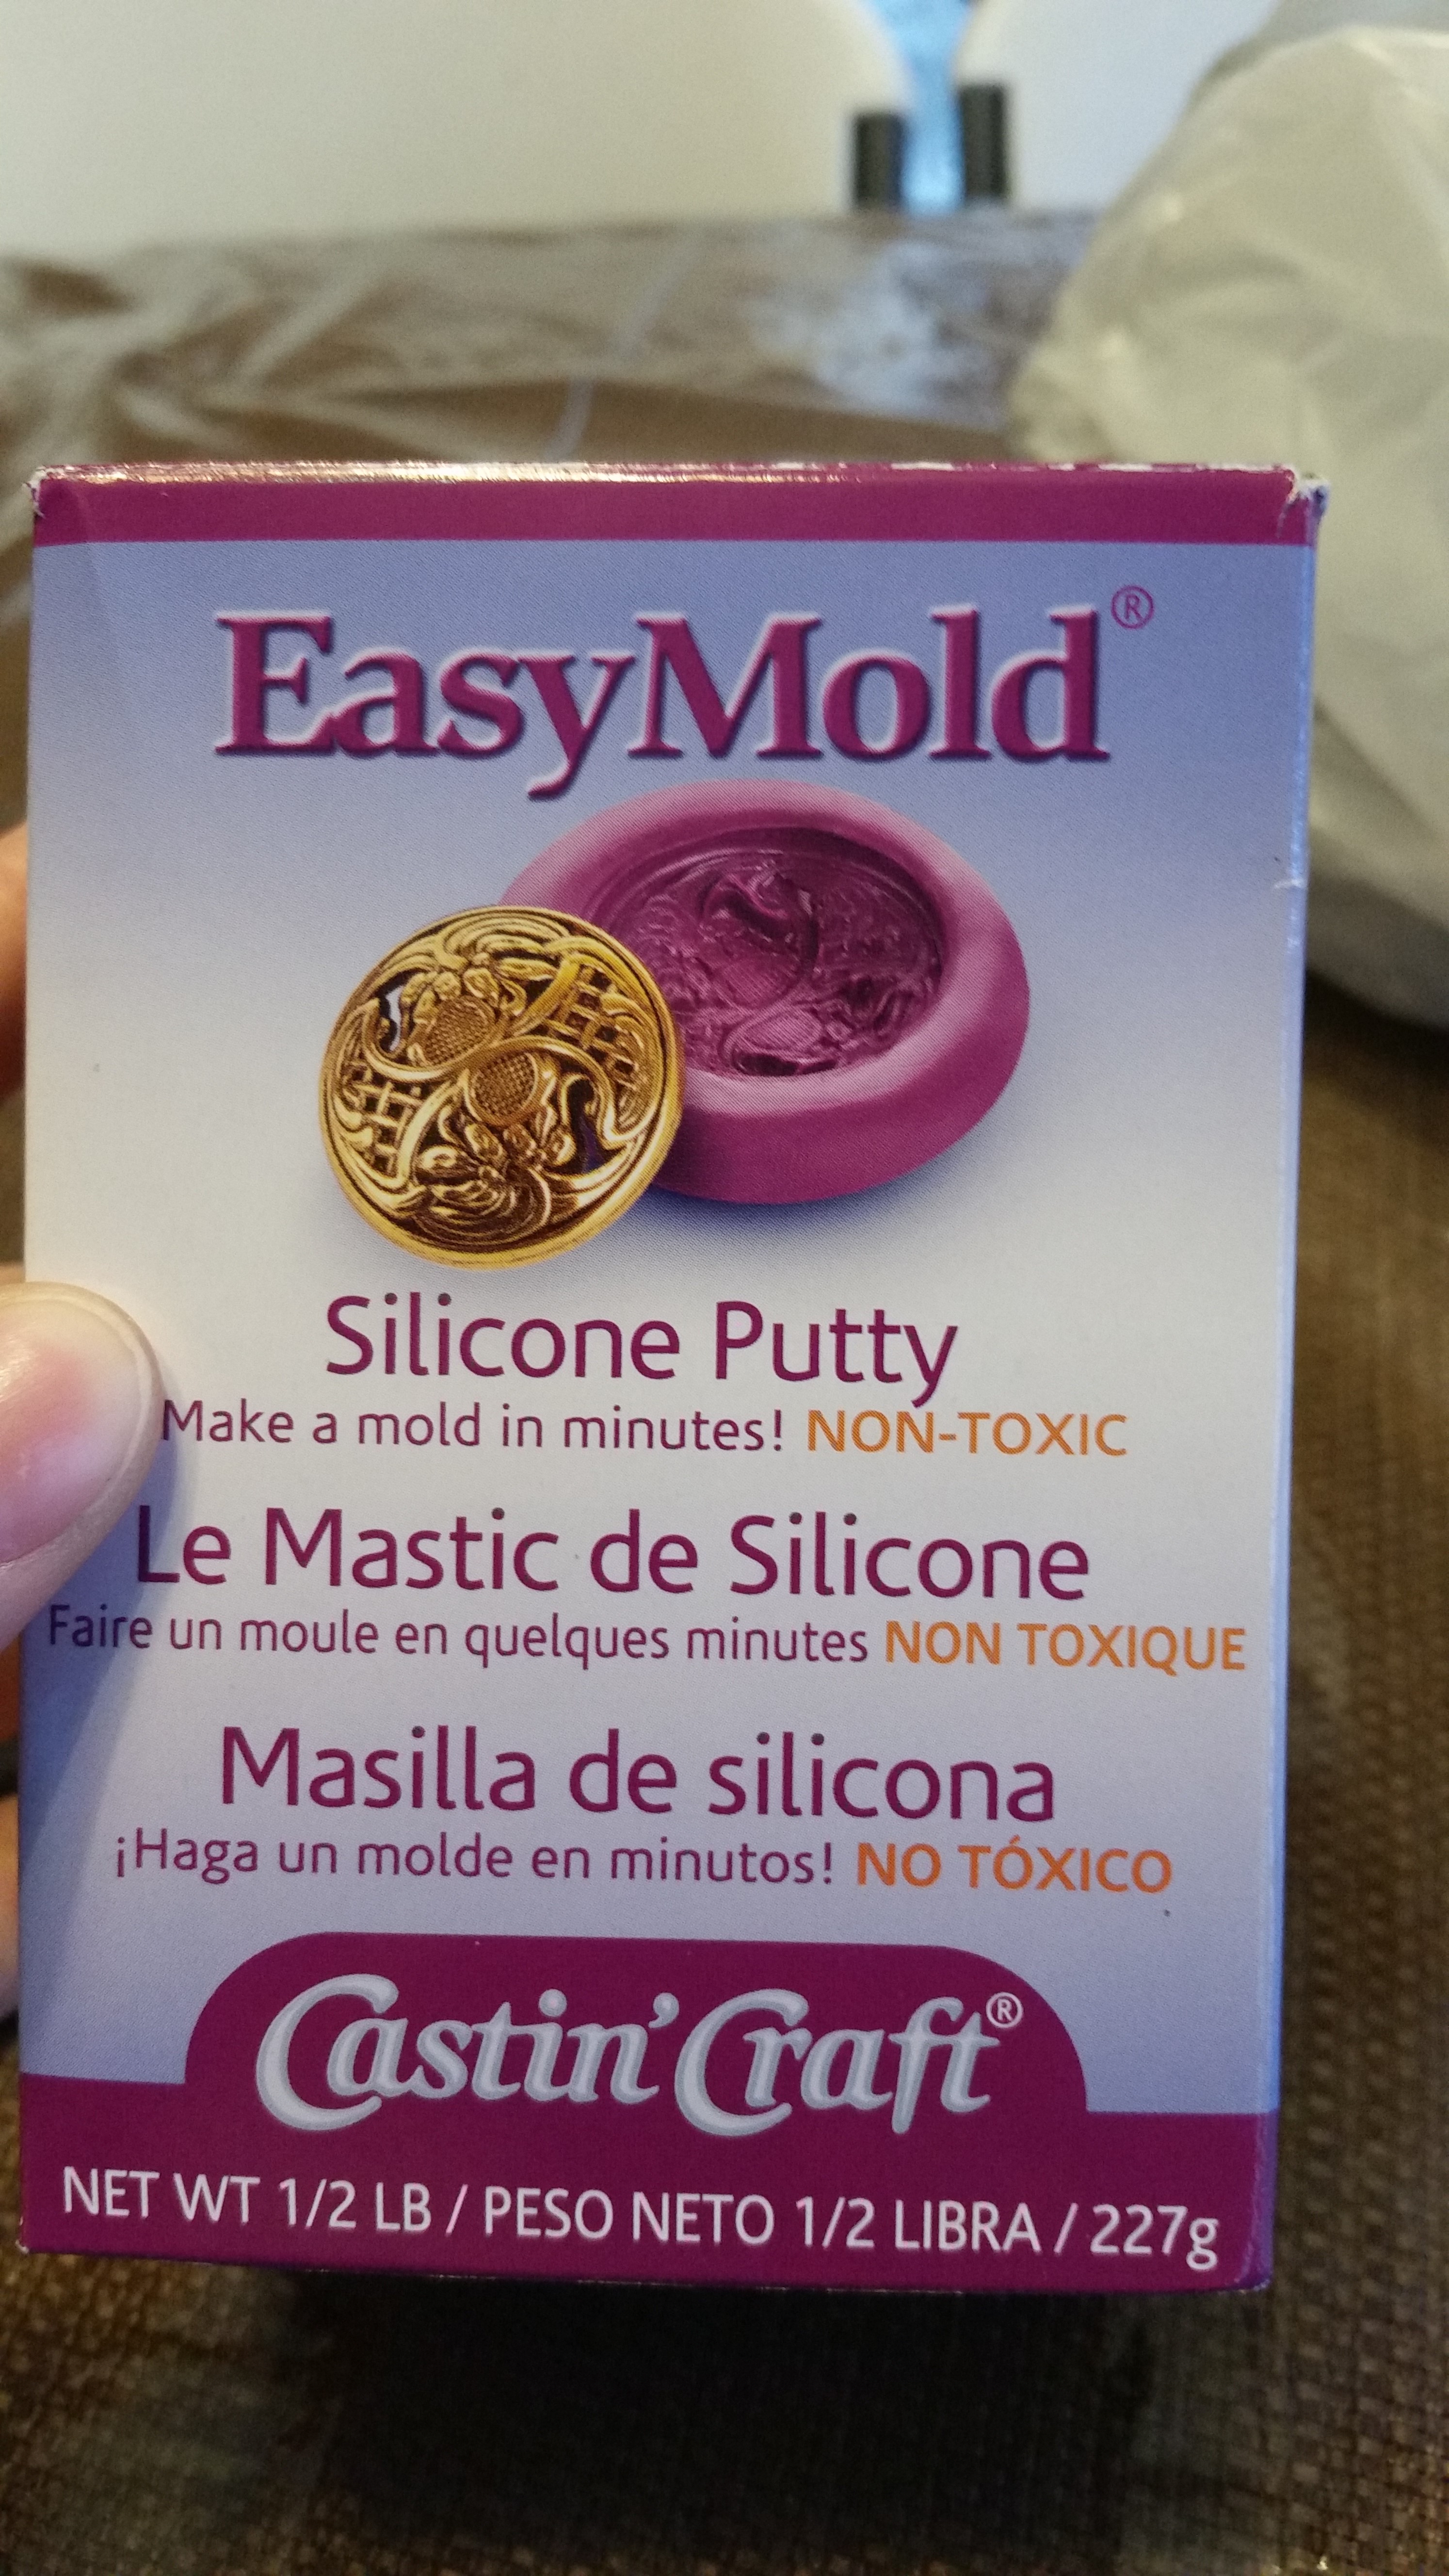 EasyMold®
Silicone Putty
Make a mold in minutes! NON-TOXIC
Le Mastic de Silicone
Faire un moule en quelques minutes NON TOXIQUE
Masilla de silicona
¡Haga un molde en minutos! NO TÓXICO
Castin'Craft®
NET WT 1/2 LB / PESO NETO 1/2 LIBRA / 227g